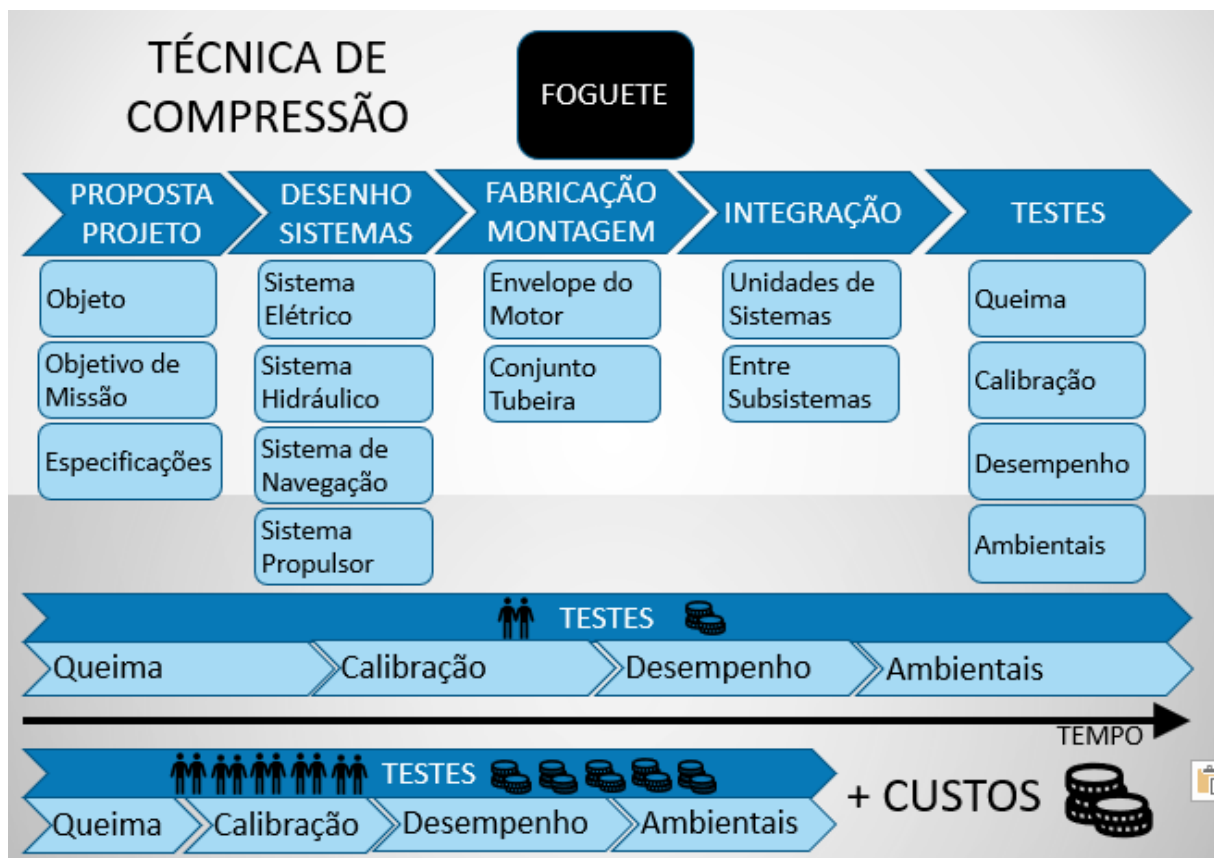 TÉCNICA DE
COMPRESSÃO
FOGUETE
PROPOSTA
PROJETO
DESENHO
SISTEMAS
FABRICAÇÃO
MONTAGEM
INTEGRAÇÃO
TESTES
Objeto
Objetivo de
Missão
Especificações
Sistema
Elétrico
Sistema
Hidráulico
Sistema de
Navegação
Sistema
Propulsor
Envelope do
Motor
Conjunto
Tubeira
Unidades de
Sistemas
Entre
Subsistemas
Queima
Calibração
Desempenho
Ambientais
TESTES
Queima
Calibração
Desempenho
Ambientais
TEMPO
TESTES
Queima
Calibração
Desempenho
Ambientais
+ CUSTOS